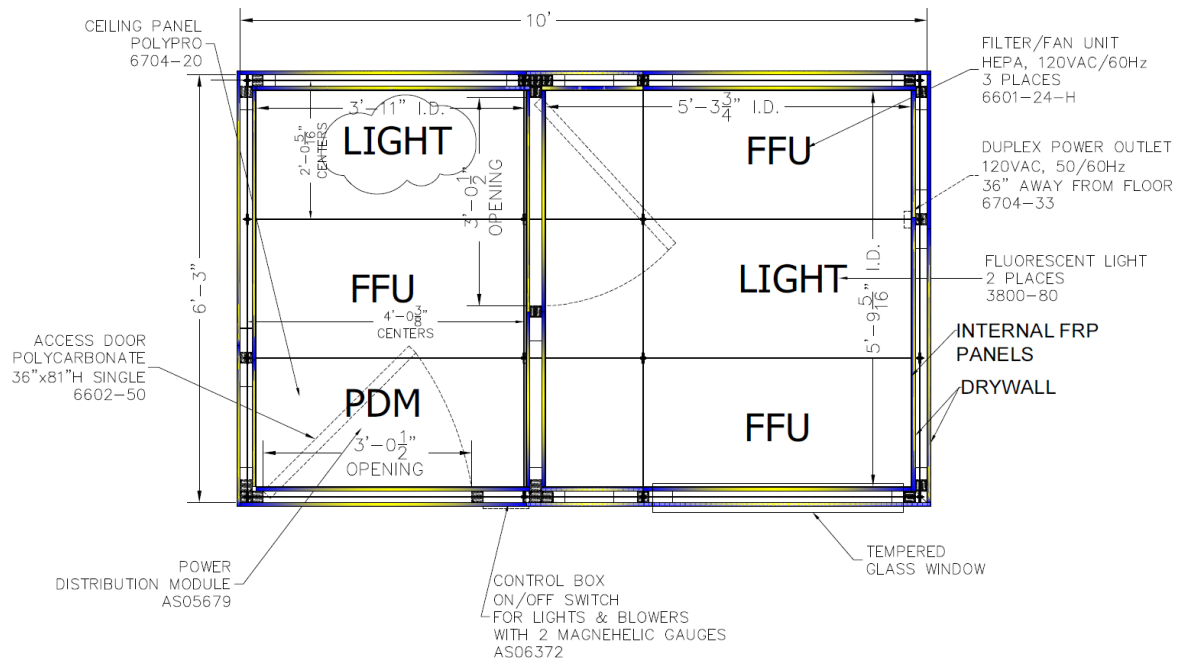 CEILING PANEL
POLYPRO
6704-20
10'
FILTER/FAN UNIT
HEPA, 120VAC/60Hz
3 PLACES
6601-24-H
3'-11" I.D.
5'-3 3/4" I.D.
LIGHT
FFU
2'-0 5/16"
CENTERS
3'-0 1/2"
OPENING
DUPLEX POWER OUTLET
120VAC, 50/60Hz
36" AWAY FROM FLOOR
6704-33
6'-3"
FFU
LIGHT
5'-9 5/16" I.D.
FLUORESCENT LIGHT
2 PLACES
3800-80
4'-0 3/8"
CENTERS
ACCESS DOOR
POLYCARBONATE
36"x81"H SINGLE
6602-50
INTERNAL FRP
PANELS
DRYWALL
PDM
FFU
3'-0 1/2"
OPENING
POWER
DISTRIBUTION MODULE
AS05679
CONTROL BOX
ON/OFF SWITCH
FOR LIGHTS & BLOWERS
WITH 2 MAGNEHELIC GAUGES
AS06372
TEMPERED
GLASS WINDOW